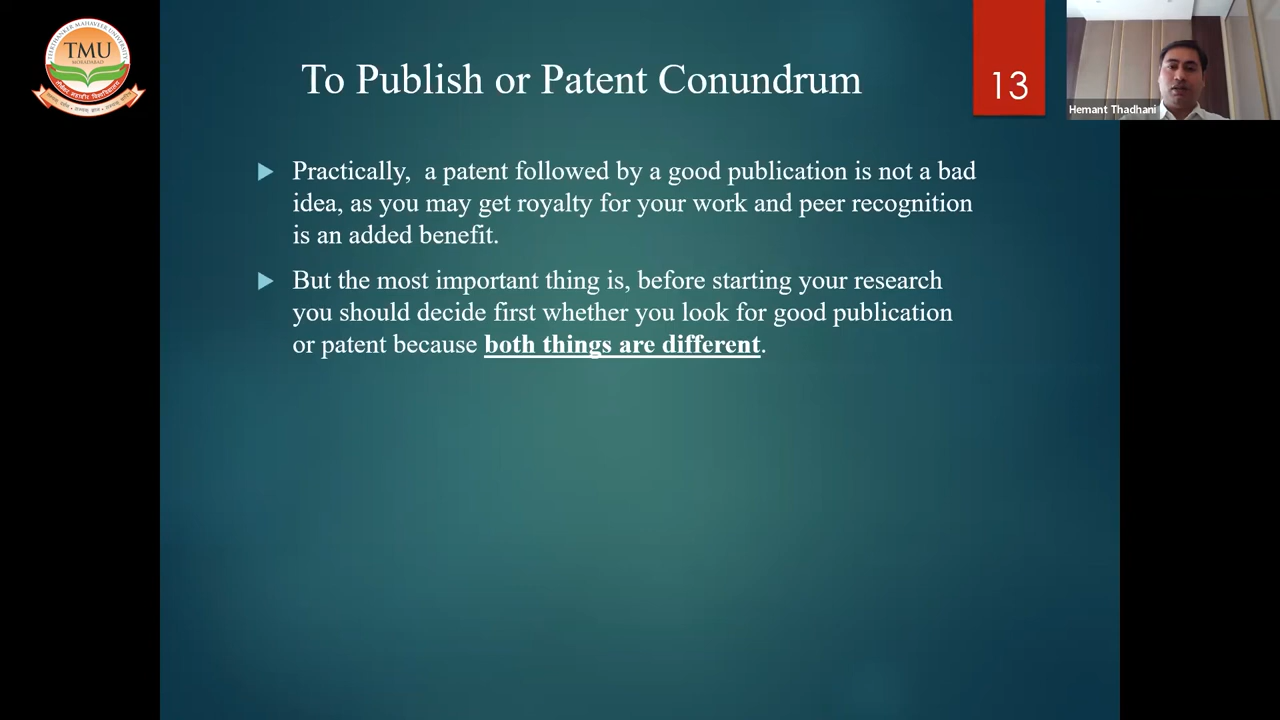 TEERTHANKER MAHAVEER UNIVERSITY
TMU
MORADABAD
To Publish or Patent Conundrum
13
Hemant Thadhani
Practically, a patent followed by a good publication is not a bad
idea, as you may get royalty for your work and peer recognition
is an added benefit.
But the most important thing is, before starting your research
you should decide first whether you look for good publication
or patent because both things are different.